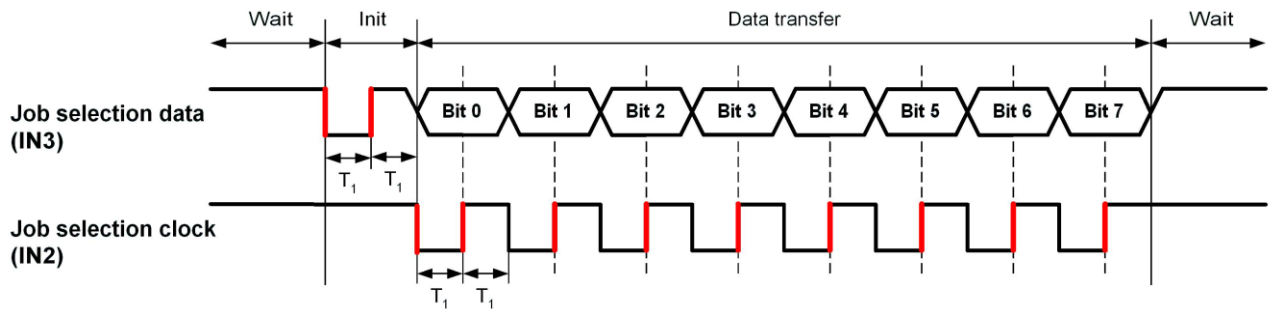 Wait Init Data transfer Wait
Job selection data
(IN3)
Bit 0 Bit 1 Bit 2 Bit 3 Bit 4 Bit 5 Bit 6 Bit 7
T1 T1
Job selection clock
(IN2)
T1 T1